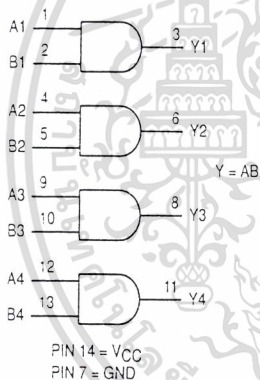 A1 1
3 Y1
B1 2
A2 4
6 Y2
B2 5
Y = AB
A3 9
8 Y3
B3 10
A4 12
11 Y4
B4 13
PIN 14 = VCC
PIN 7 = GND